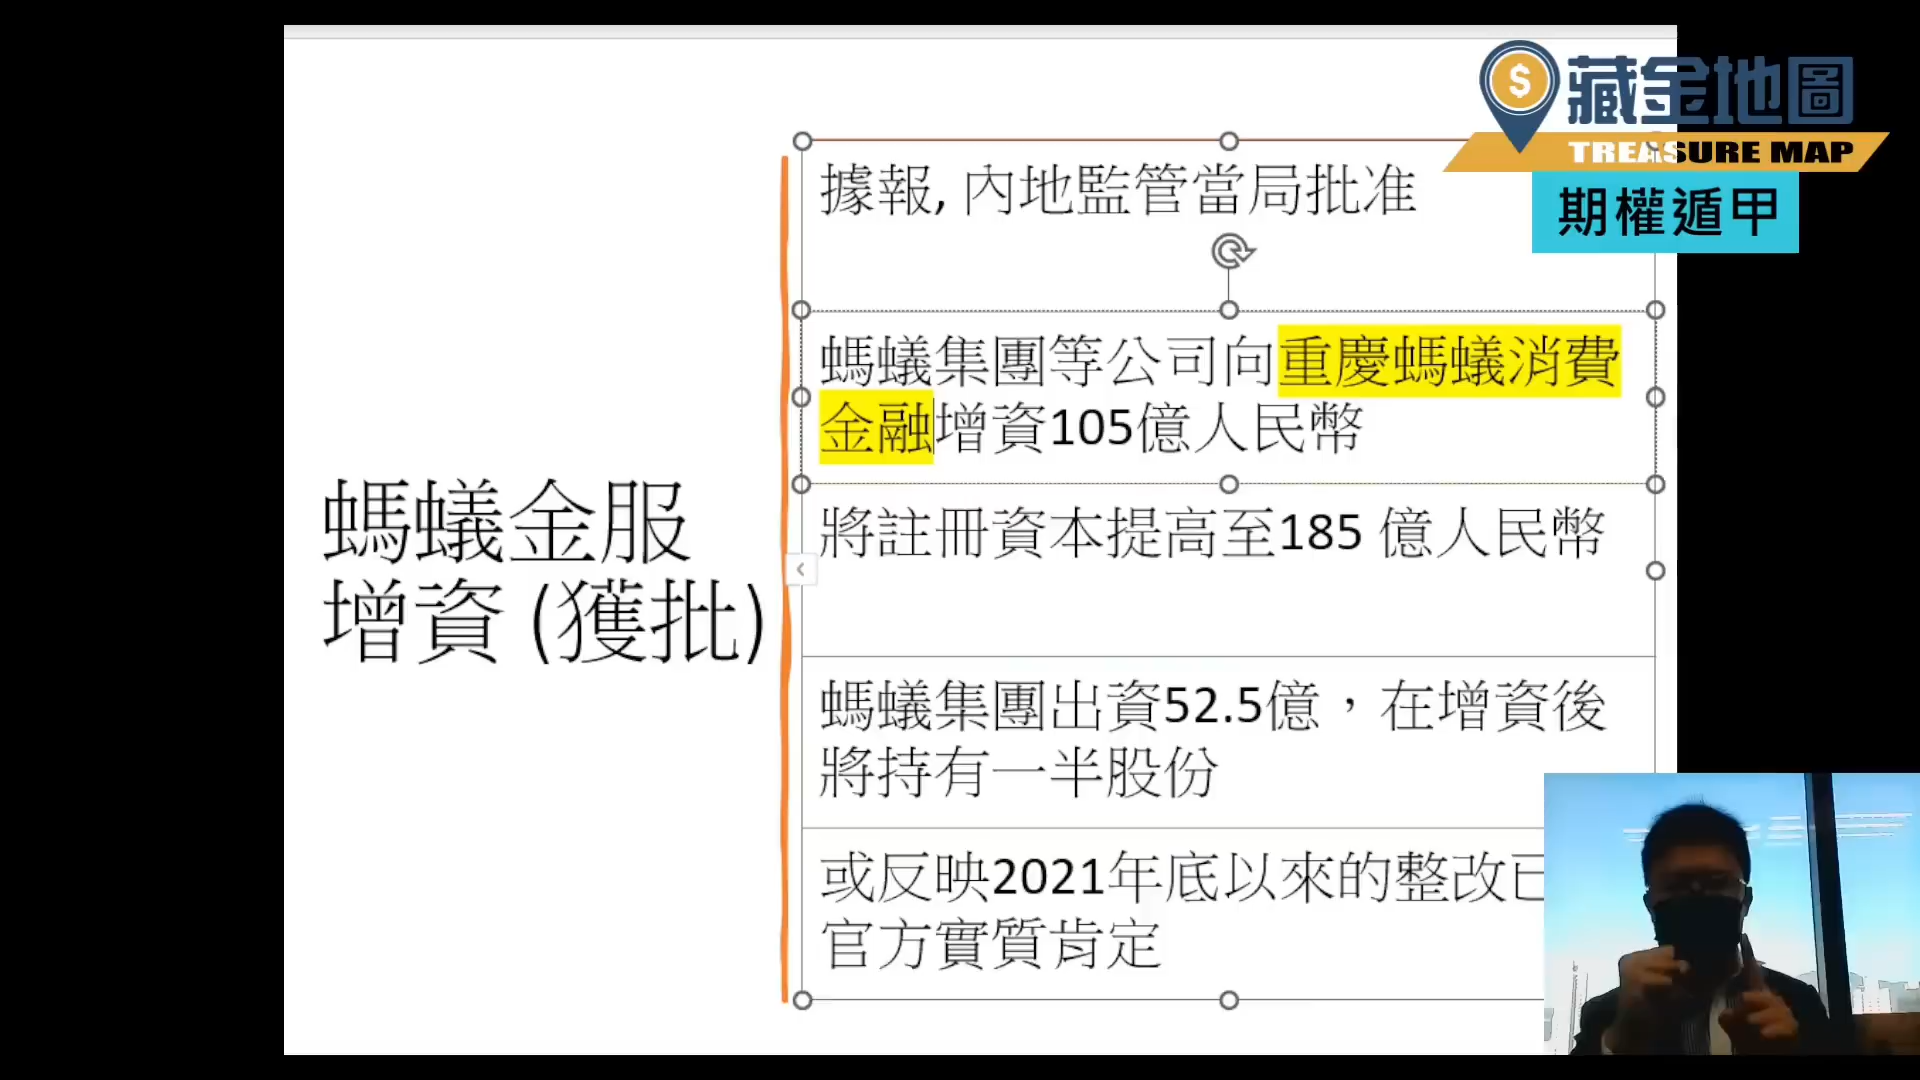 藏金地圖
TREASURE MAP
期權遁甲
據報, 內地監管當局批准
螞蟻集團等公司向重慶螞蟻消費
金融增資105億人民幣
將註冊資本提高至185 億人民幣
螞蟻金服
增資 (獲批)
螞蟻集團出資52.5億，在增資後
將持有一半股份
或反映2021年底以來的整改已
官方實質肯定